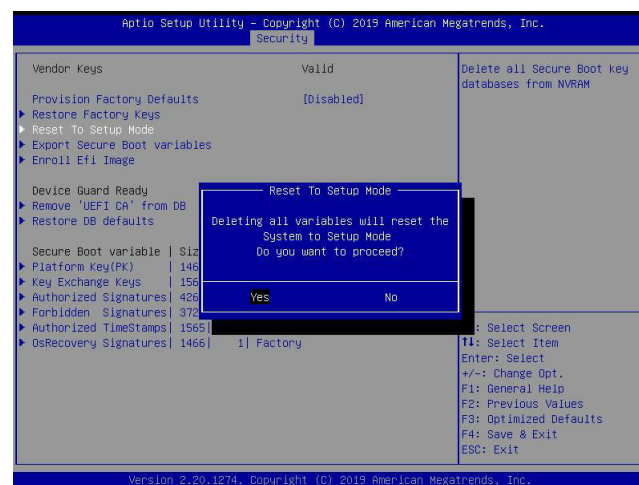 Aptio Setup Utility – Copyright (C) 2019 American Megatrends, Inc.
Security
Vendor Keys Valid
Provision Factory Defaults [Disabled]
Restore Factory Keys
Reset To Setup Mode
Export Secure Boot variables
Enroll Efi Image
Device Guard Ready
Remove 'UEFI CA' from DB
Restore DB defaults
Secure Boot variable | Siz
Platform Key(PK) | 146
Key Exchange Keys | 156
Authorized Signatures| 426
Forbidden Signatures| 372
Authorized TimeStamps| 1565|
OsRecovery Signatures| 1466| 1| Factory
Reset To Setup Mode
Deleting all variables will reset the
System to Setup Mode
Do you want to proceed?
Yes No
Delete all Secure Boot key
databases from NVRAM
: Select Screen
↑↓: Select Item
Enter: Select
+/-: Change Opt.
F1: General Help
F2: Previous Values
F3: Optimized Defaults
F4: Save & Exit
ESC: Exit
Version 2.20.1274. Copyright (C) 2019 American Megatrends, Inc.